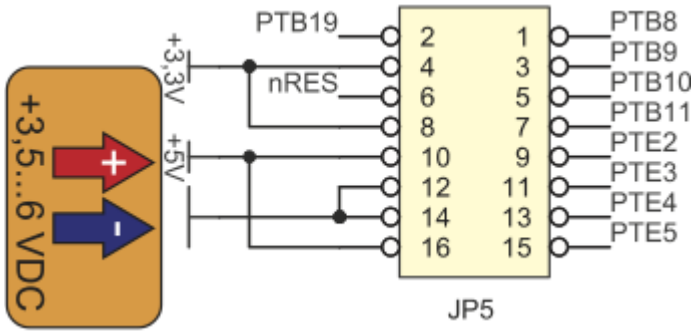 PTB19 2 1 PTB8
+3,3V 4 3 PTB9
nRES 6 5 PTB10
8 7 PTB11
+5V 10 9 PTE2
12 11 PTE3
14 13 PTE4
16 15 PTE5
+3,5...6 VDC
+
-
JP5